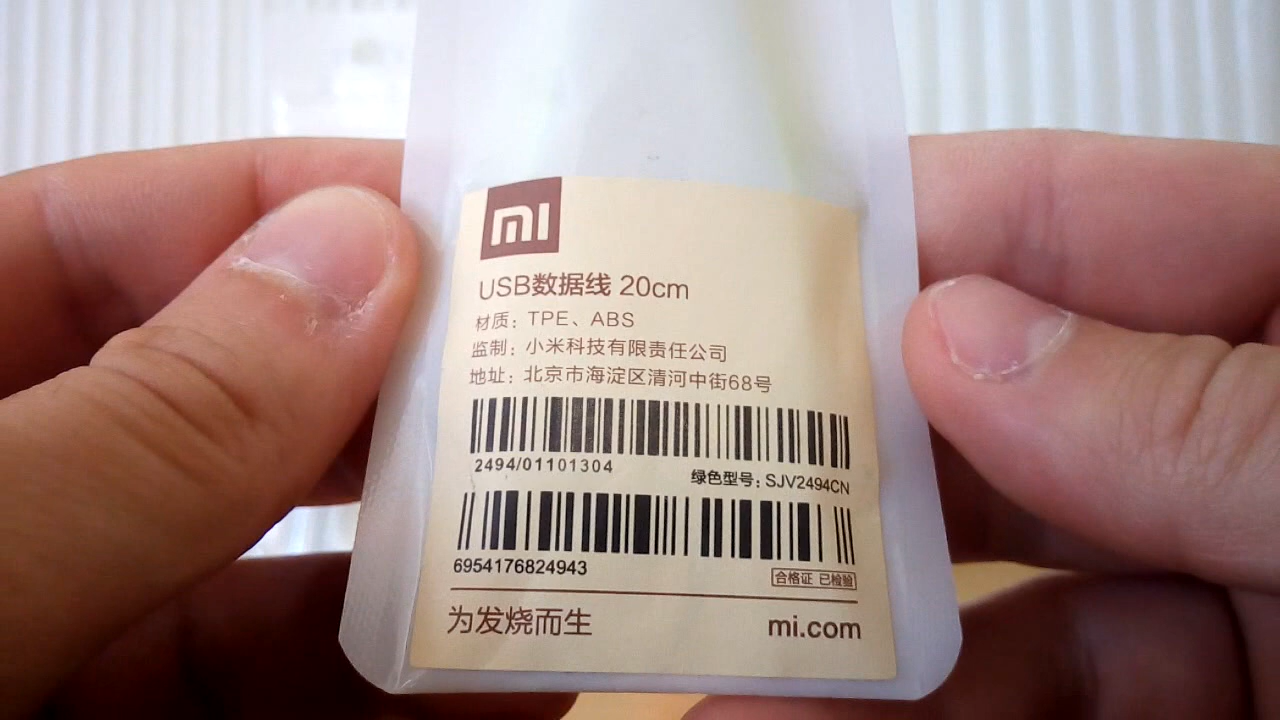 mi
USB数据线 20cm
材质：TPE、ABS
监制：小米科技有限责任公司
地址：北京市海淀区清河中街68号
2494/01101304
绿色型号：SJV2494CN
6954176824943
合格证 已检验
为发烧而生
mi.com